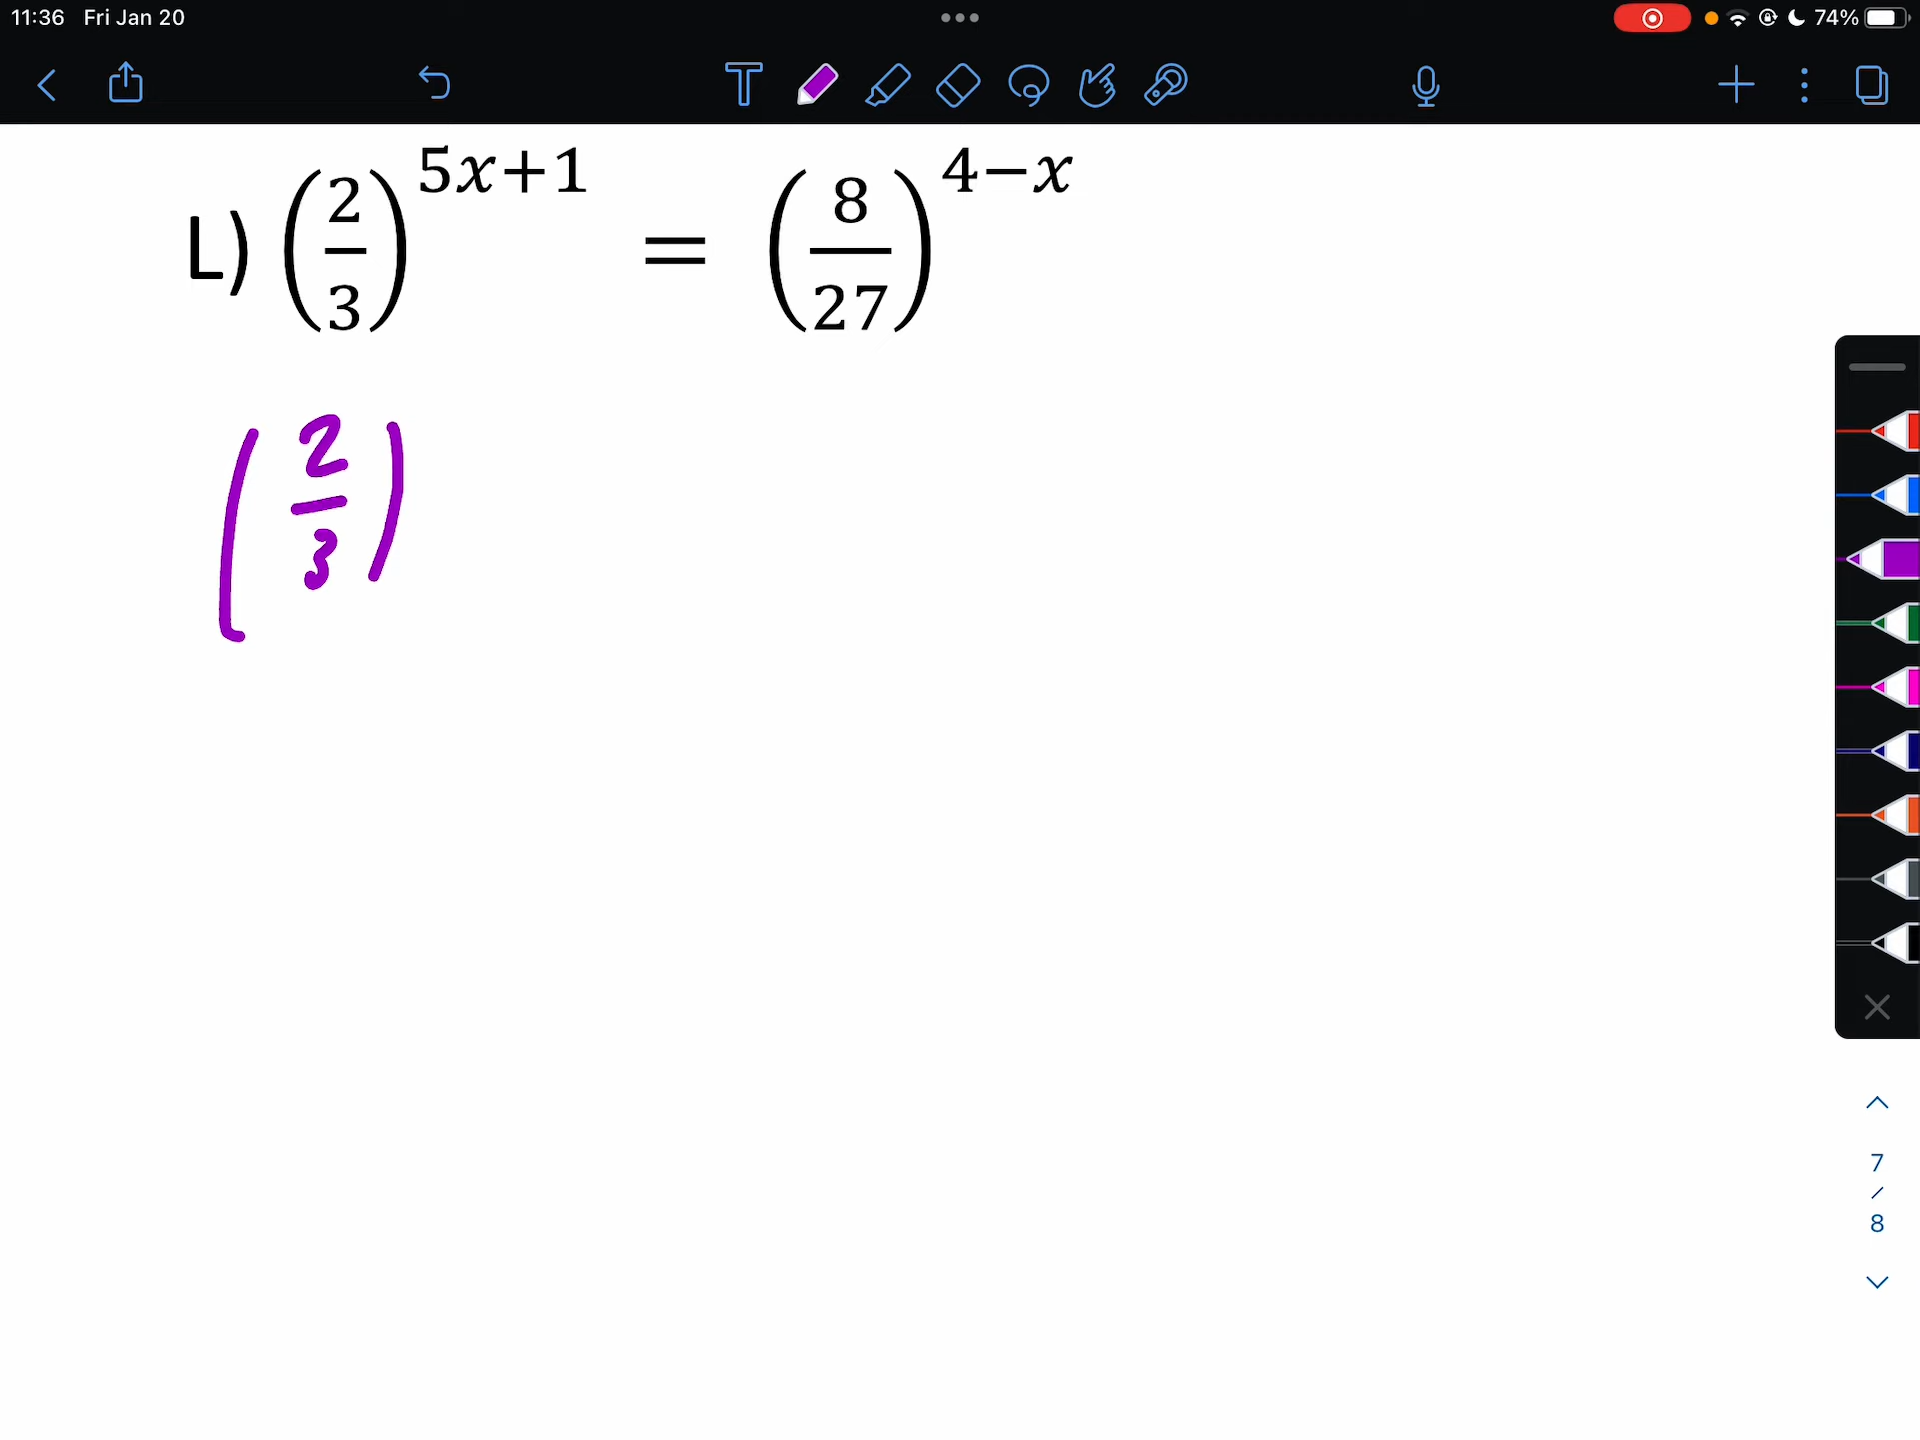 11:36 Fri Jan 20 74%
T
L) (2/3)^{5x+1} = (8/27)^{4−x}
(2/3)
7
/
8